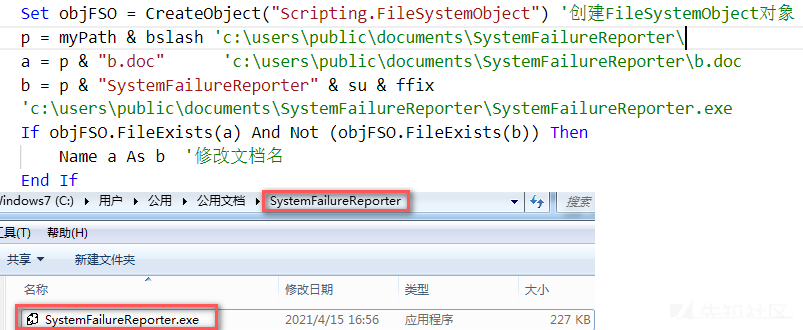 Set objFSO = CreateObject("Scripting.FileSystemObject") '创建FileSystemObject对象
p = myPath & bslash 'c:\users\public\documents\SystemFailureReporter\
a = p & "b.doc" 'c:\users\public\documents\SystemFailureReporter\b.doc
b = p & "SystemFailureReporter" & su & ffix
'c:\users\public\documents\SystemFailureReporter\SystemFailureReporter.exe
If objFSO.FileExists(a) And Not (objFSO.FileExists(b)) Then
Name a As b '修改文档名
End If
Windows7 (C:) 用户 公用 公用文档 SystemFailureReporter 搜索
工具(T) 帮助(H)
共享 新建文件夹
名称 修改日期 类型 大小
SystemFailureReporter.exe 2021/4/15 16:56 应用程序 227 KB
先知社区